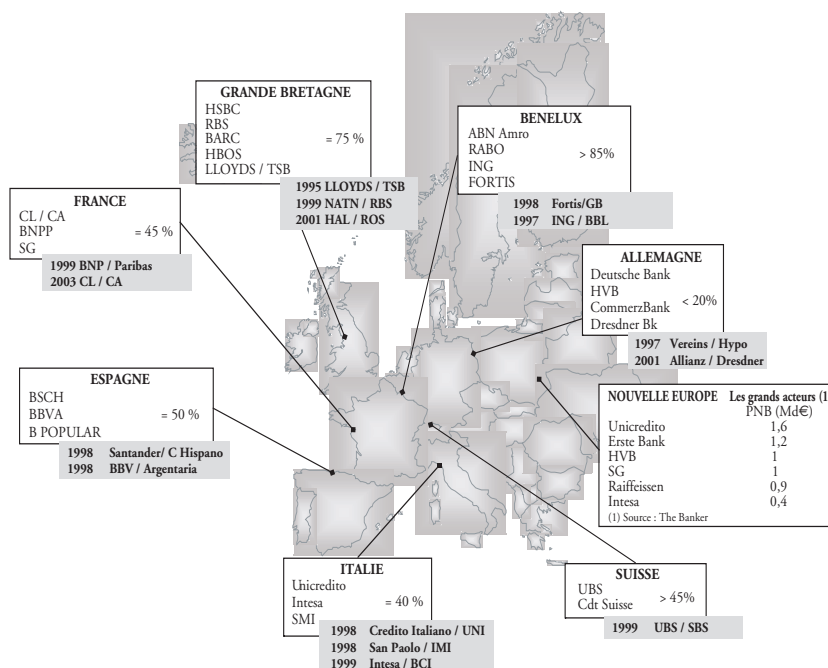 GRANDE BRETAGNE
HSBC
RBS
BARC = 75 %
HBOS
LLOYDS / TSB
1995 LLOYDS / TSB
1999 NATN / RBS
2001 HAL / ROS
BENELUX
ABN Amro
RABO > 85%
ING
FORTIS
1998 Fortis/GB
1997 ING / BBL
FRANCE
CL / CA
BNPP = 45 %
SG
1999 BNP / Paribas
2003 CL / CA
ALLEMAGNE
Deutsche Bank
HVB < 20%
CommerzBank
Dresdner Bk
1997 Vereins / Hypo
2001 Allianz / Dresdner
ESPAGNE
BSCH
BBVA = 50 %
B POPULAR
1998 Santander/ C Hispano
1998 BBV / Argentaria
NOUVELLE EUROPE Les grands acteurs (1
PNB (Md€)
Unicredito 1,6
Erste Bank 1,2
HVB 1
SG 1
Raiffeissen 0,9
Intesa 0,4
(1) Source : The Banker
ITALIE
Unicredito
Intesa = 40 %
SMI
1998 Credito Italiano / UNI
1998 San Paolo / IMI
1999 Intesa / BCI
SUISSE
UBS > 45%
Cdt Suisse
1999 UBS / SBS